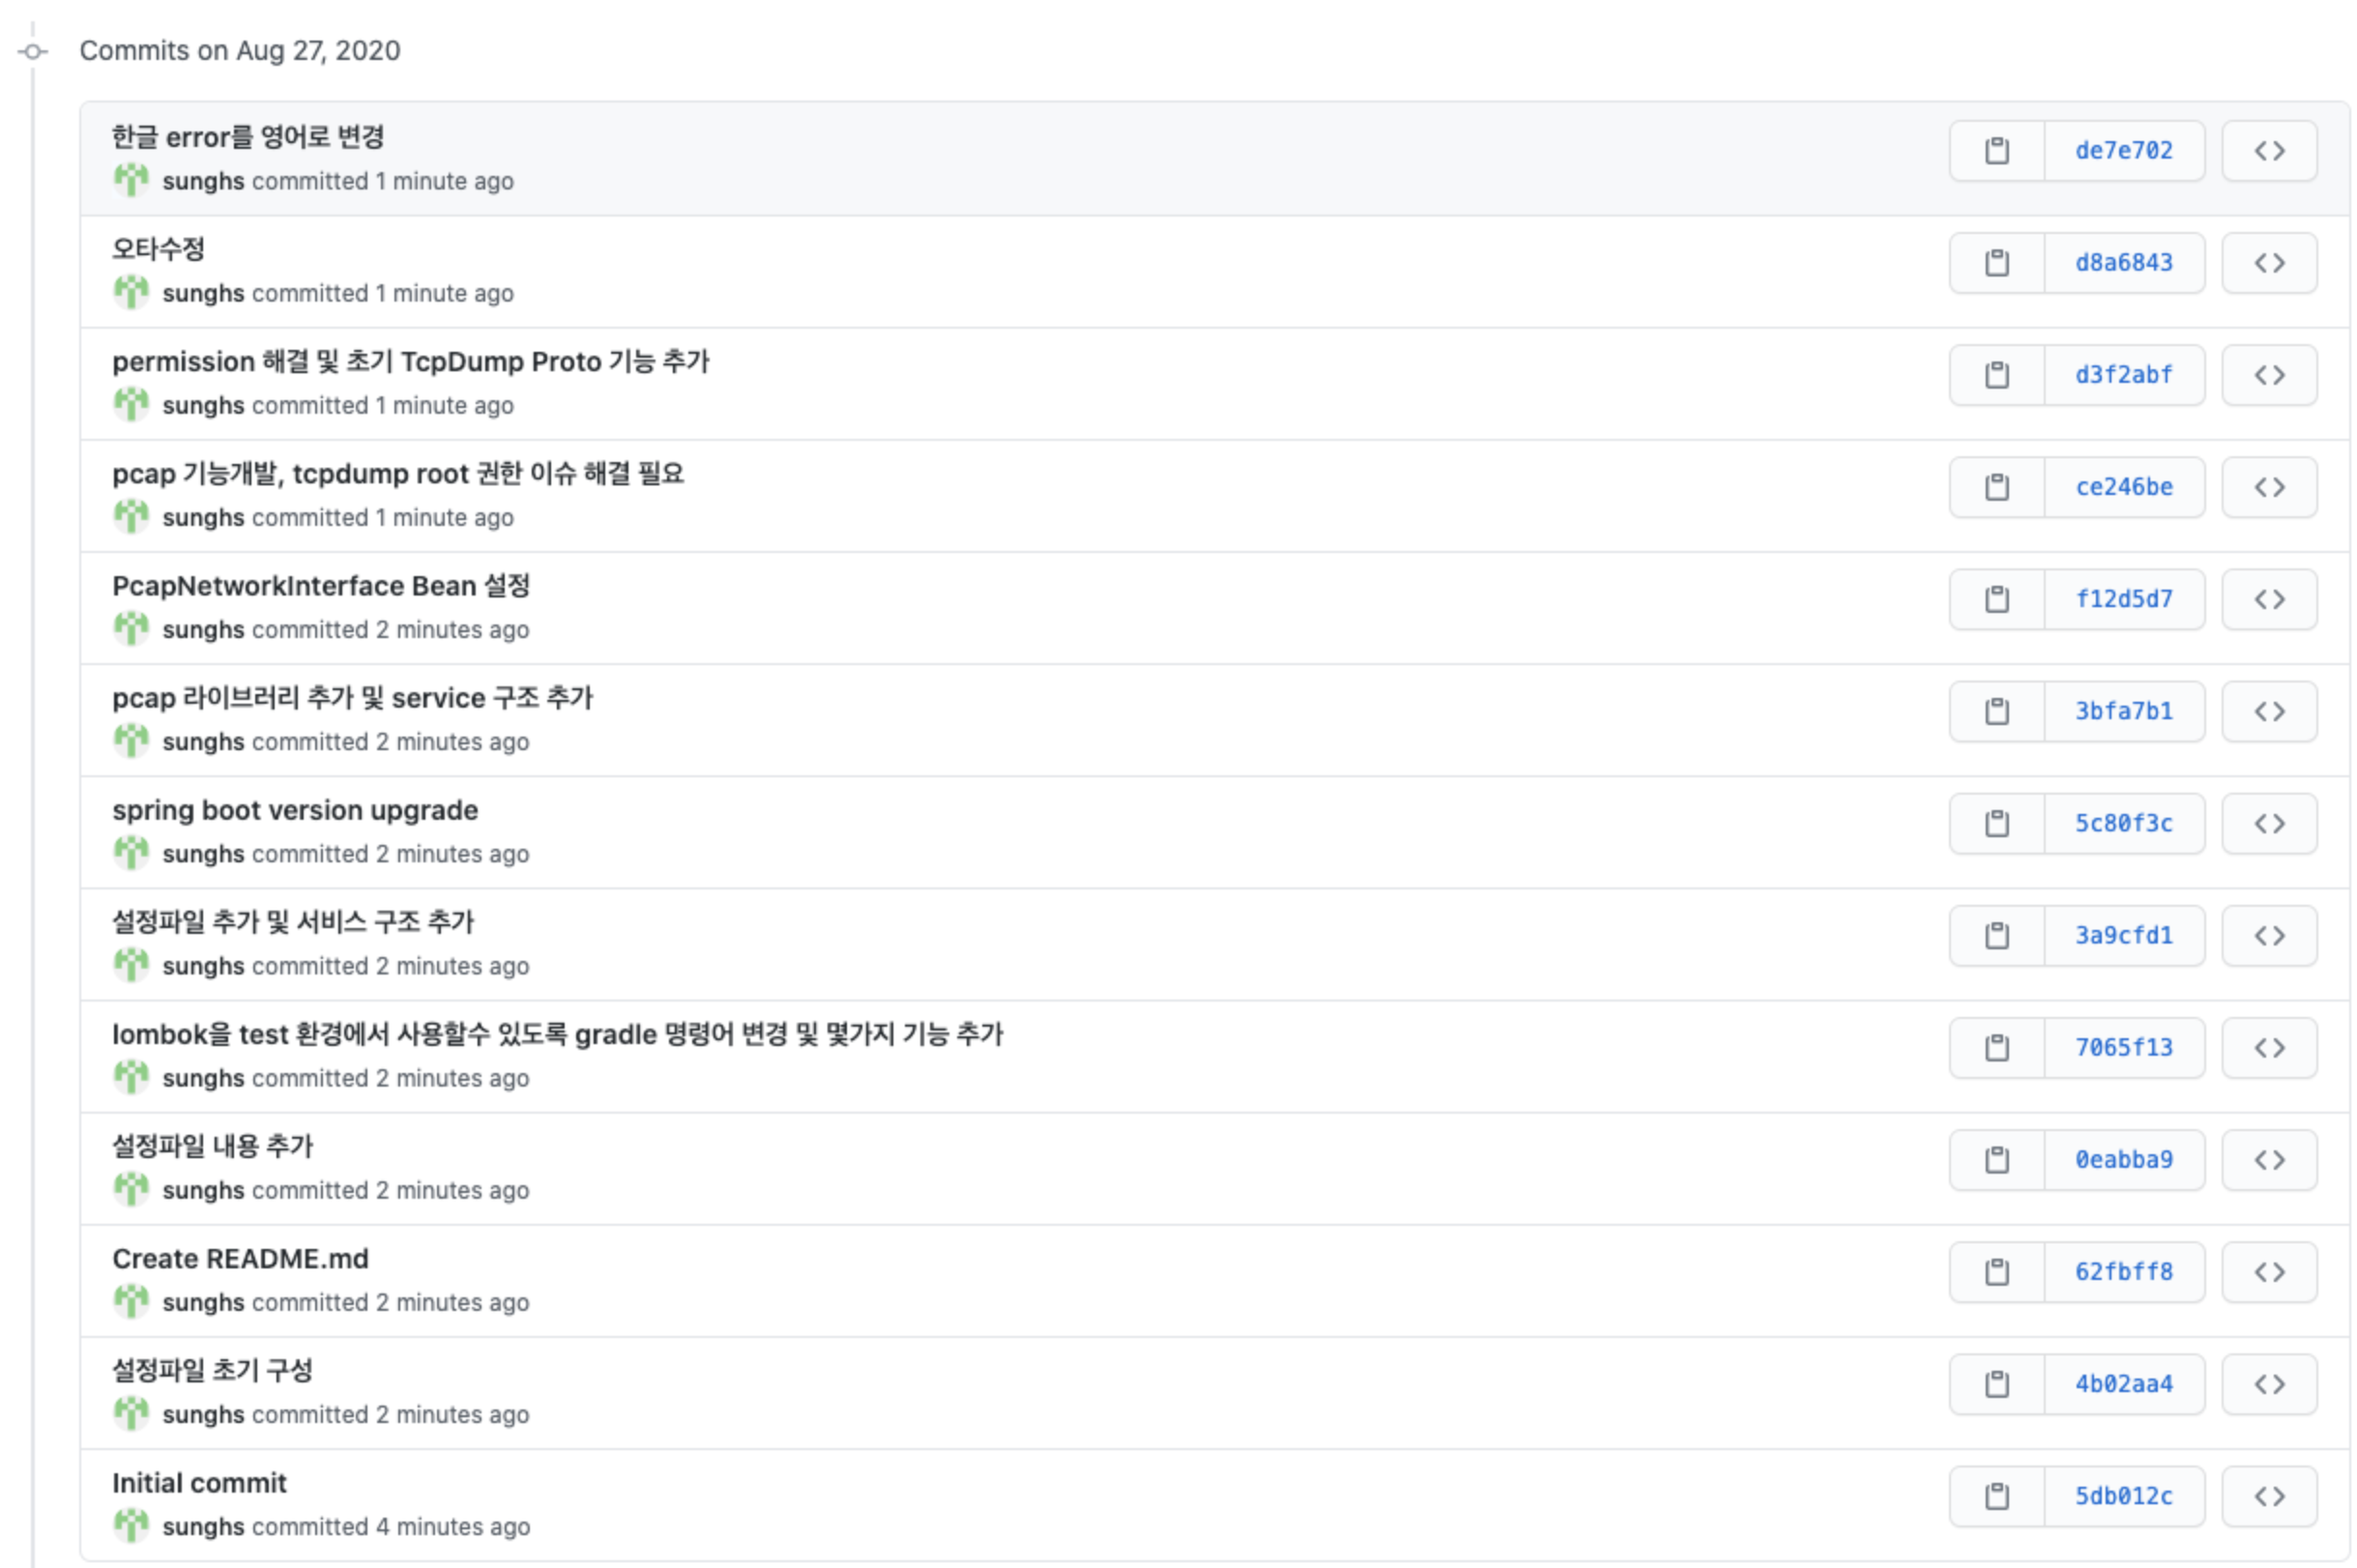 Commits on Aug 27, 2020
한글 error를 영어로 변경
de7e702
sunghs committed 1 minute ago
오타수정
d8a6843
sunghs committed 1 minute ago
permission 해결 및 초기 TcpDump Proto 기능 추가
d3f2abf
sunghs committed 1 minute ago
pcap 기능개발, tcpdump root 권한 이슈 해결 필요
ce246be
sunghs committed 1 minute ago
PcapNetworkInterface Bean 설정
f12d5d7
sunghs committed 2 minutes ago
pcap 라이브러리 추가 및 service 구조 추가
3bfa7b1
sunghs committed 2 minutes ago
spring boot version upgrade
5c80f3c
sunghs committed 2 minutes ago
설정파일 추가 및 서비스 구조 추가
3a9cfd1
sunghs committed 2 minutes ago
lombok을 test 환경에서 사용할수 있도록 gradle 명령어 변경 및 몇가지 기능 추가
7065f13
sunghs committed 2 minutes ago
설정파일 내용 추가
0eabba9
sunghs committed 2 minutes ago
Create README.md
62fbff8
sunghs committed 2 minutes ago
설정파일 초기 구성
4b02aa4
sunghs committed 2 minutes ago
Initial commit
5db012c
sunghs committed 4 minutes ago